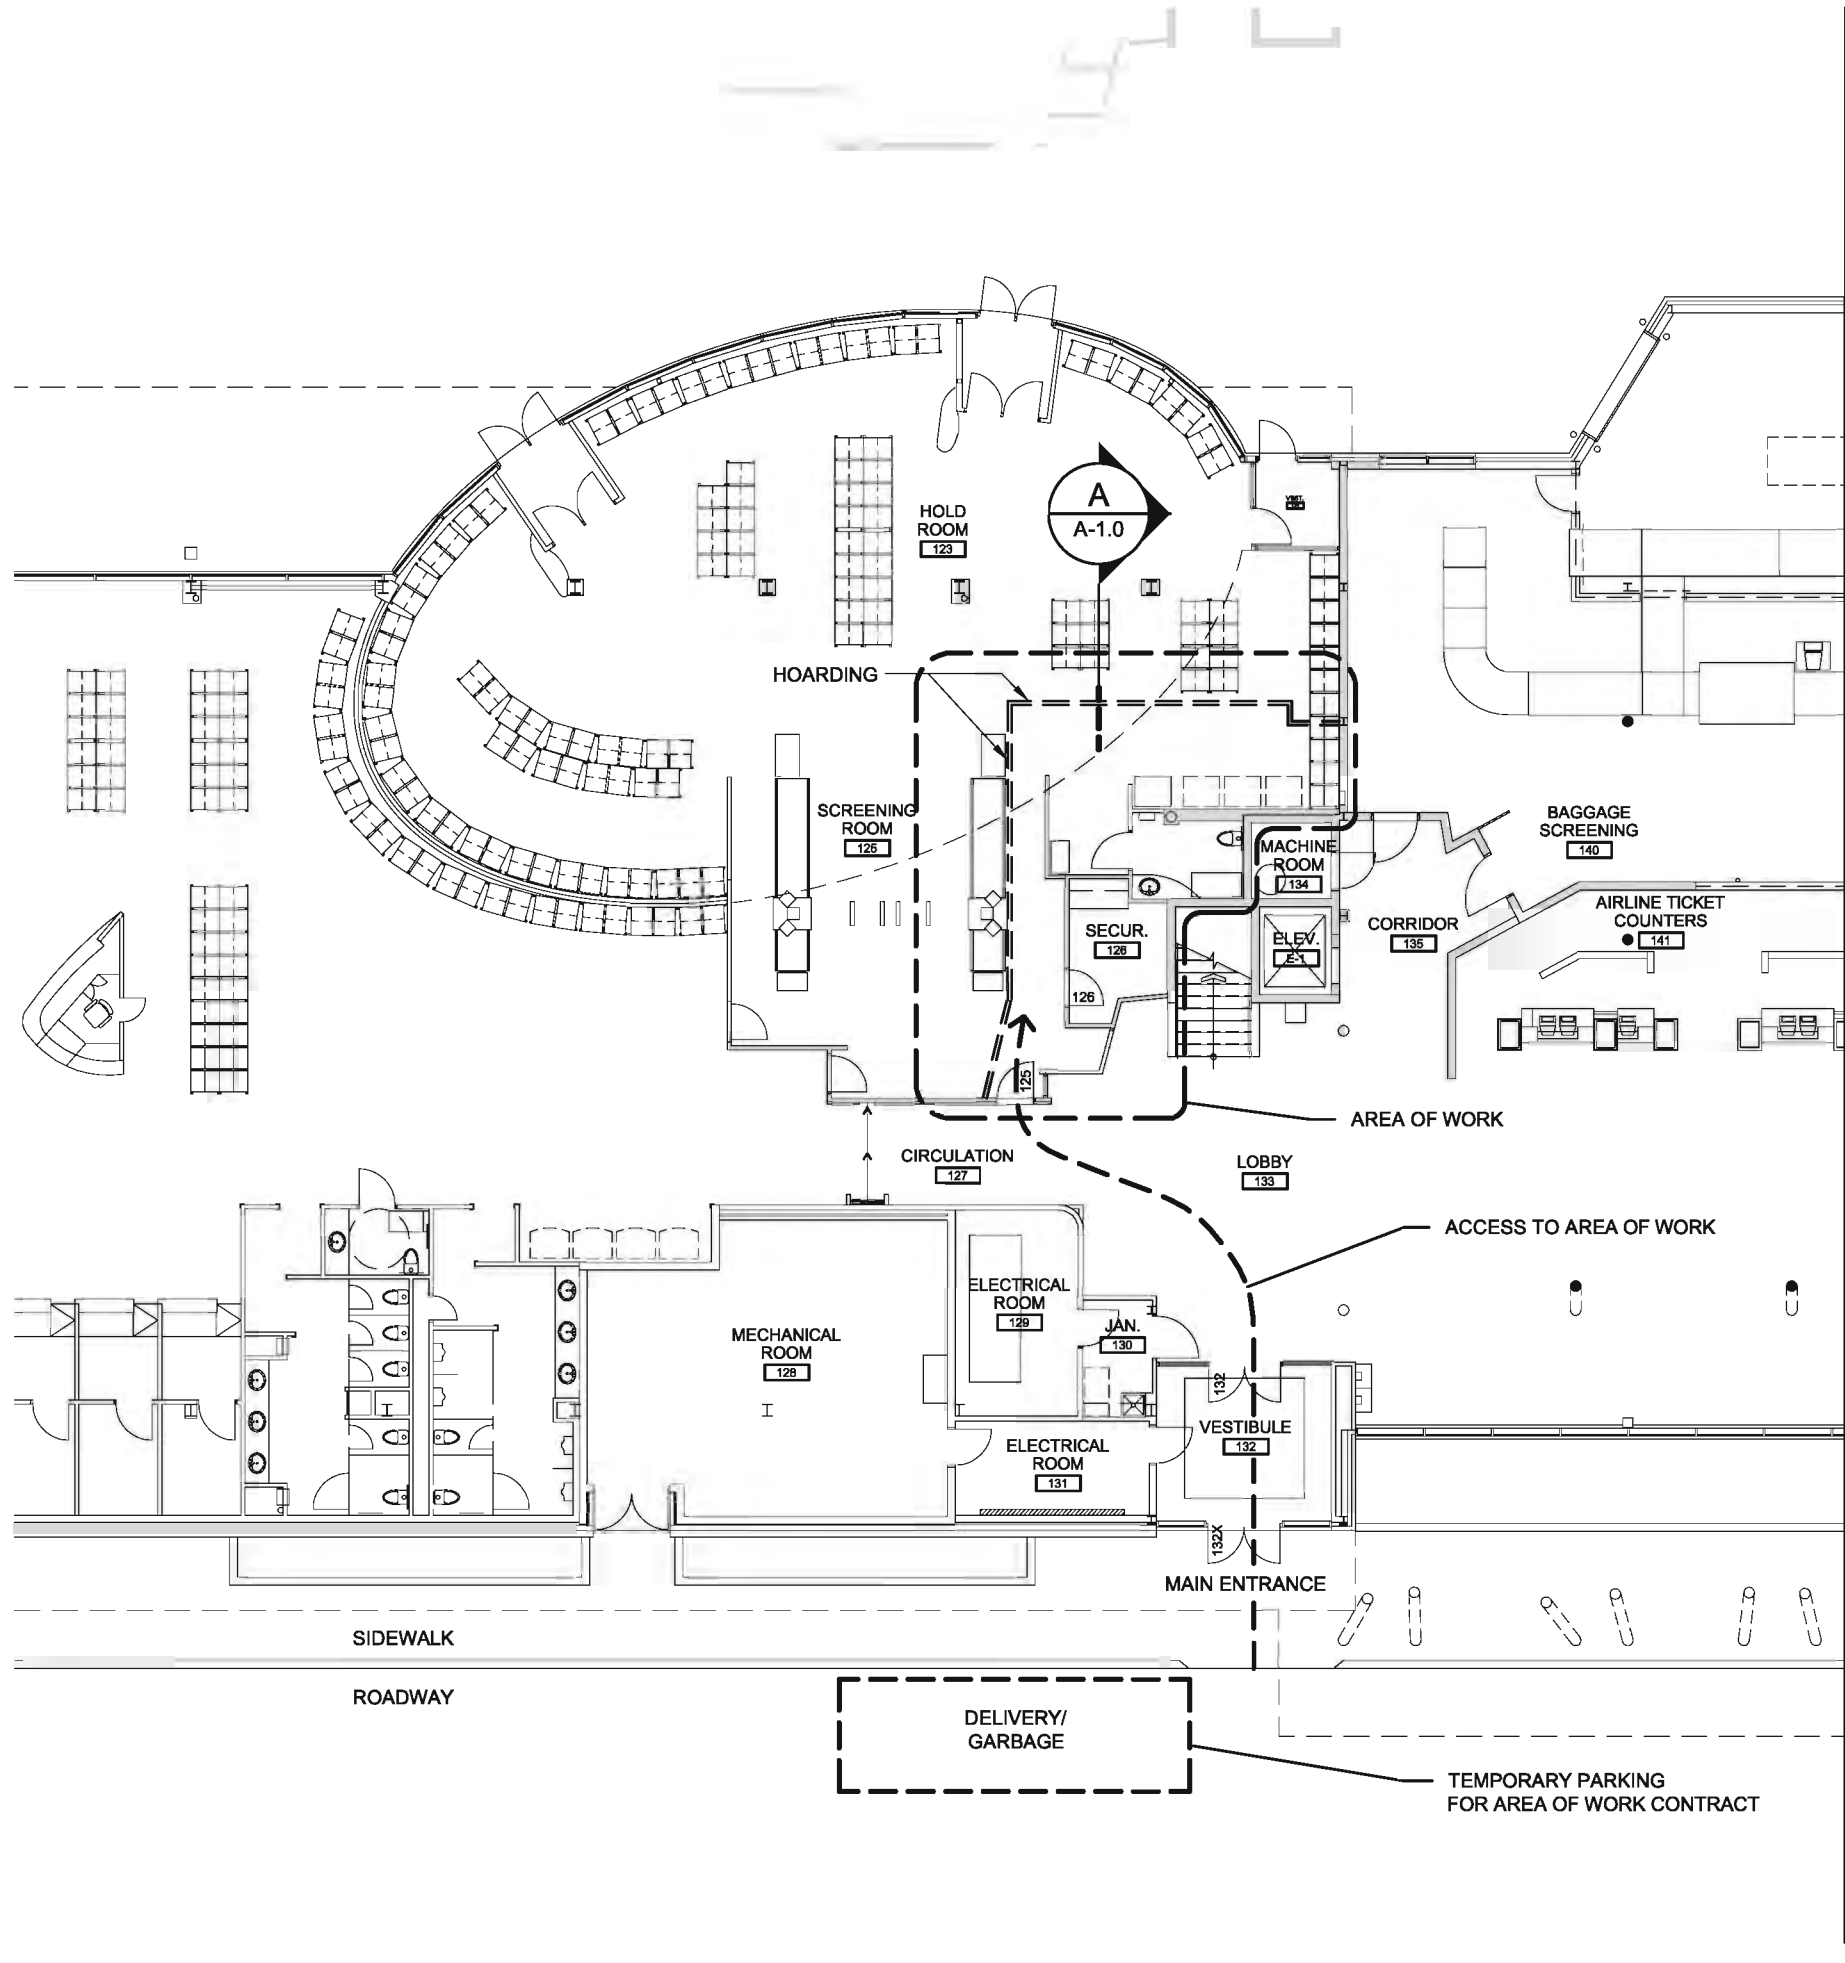 HOLD
ROOM
123
A
A-1.0
VEST.
HOARDING
SCREENING
ROOM
125
MACHINE
ROOM
134
BAGGAGE
SCREENING
140
AIRLINE TICKET
COUNTERS
141
SECUR.
126
126
ELEV.
E-1
CORRIDOR
135
125
AREA OF WORK
CIRCULATION
127
LOBBY
133
ACCESS TO AREA OF WORK
ELECTRICAL
ROOM
129
JAN.
130
MECHANICAL
ROOM
128
132
VESTIBULE
132
ELECTRICAL
ROOM
131
132X
MAIN ENTRANCE
SIDEWALK
ROADWAY
DELIVERY/
GARBAGE
TEMPORARY PARKING
FOR AREA OF WORK CONTRACT